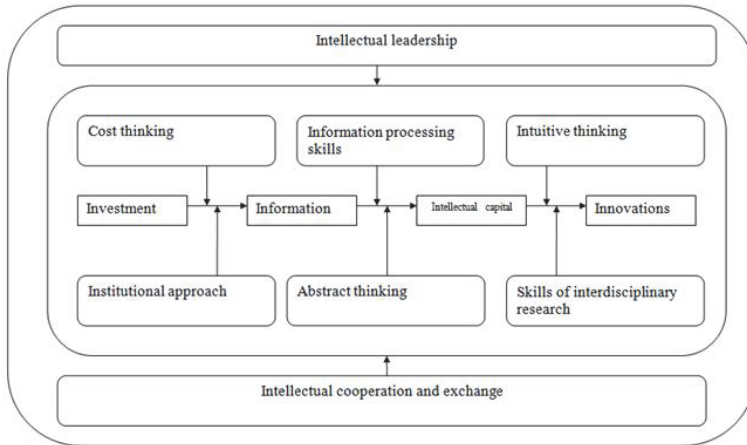 Intellectual leadership
Cost thinking
Information processing
skills
Intuitive thinking
Investment
Information
Intellectual capital
Innovations
Institutional approach
Abstract thinking
Skills of interdisciplinary
research
Intellectual cooperation and exchange